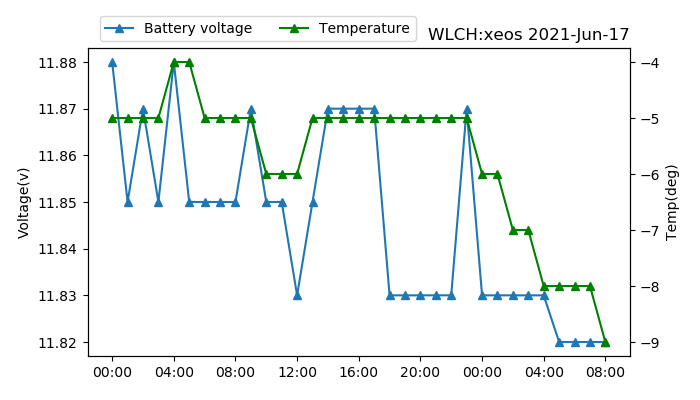 Battery voltage
Temperature
WLCH:xeos 2021-Jun-17
11.88
11.87
11.86
11.85
11.84
11.83
11.82
Voltage(v)
−4
−5
−6
−7
−8
−9
Temp(deg)
00:00 04:00 08:00 12:00 16:00 20:00 00:00 04:00 08:00